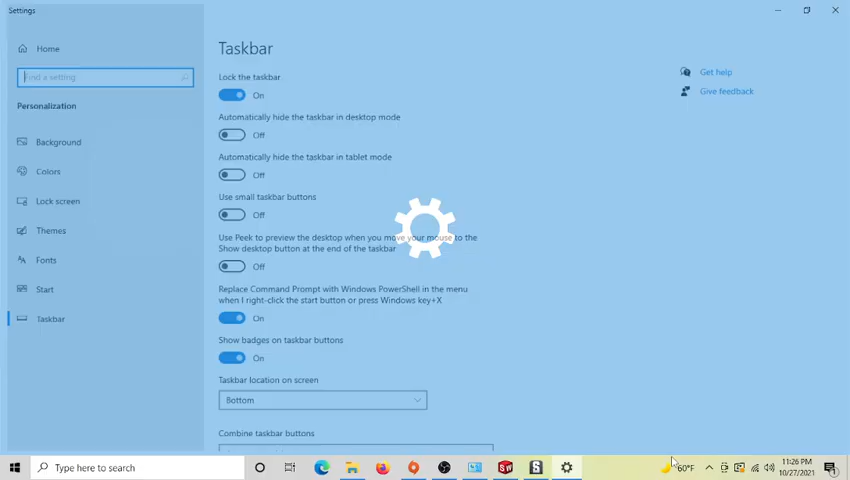 Settings
Home
Find a setting
Personalization
Background
Colors
Lock screen
Themes
Fonts
Start
Taskbar
Taskbar
Lock the taskbar
On
Automatically hide the taskbar in desktop mode
Off
Automatically hide the taskbar in tablet mode
Off
Use small taskbar buttons
Off
Use Peek to preview the desktop when you move your mouse to the
Show desktop button at the end of the taskbar
Off
Replace Command Prompt with Windows PowerShell in the menu
when I right-click the start button or press Windows key+X
On
Show badges on taskbar buttons
On
Taskbar location on screen
Bottom
Combine taskbar buttons
Get help
Give feedback
Type here to search
SW
S
60°F
11:26 PM
10/27/2021
1